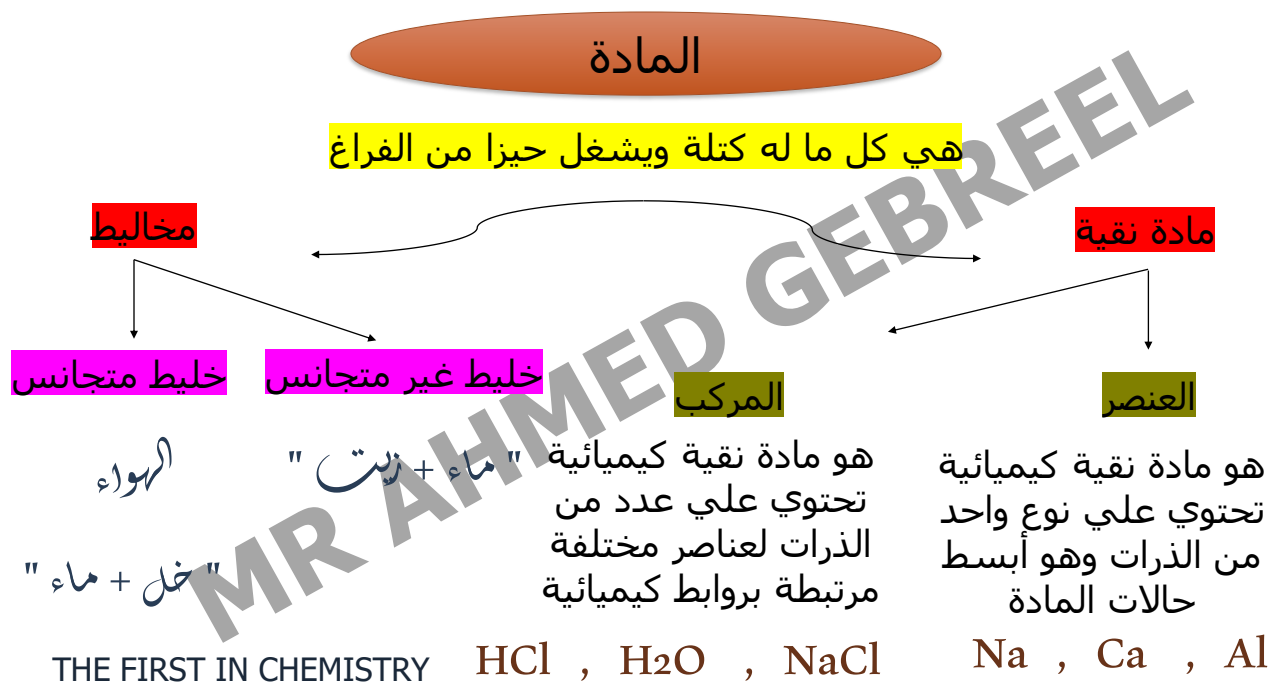 المادة
هي كل ما له كتلة ويشغل حيزا من الفراغ
مادة نقية
مخاليط
العنصر
هو مادة نقية كيميائية
تحتوي علي نوع واحد
من الذرات وهو أبسط
حالات المادة
Na , Ca , Al
المركب
هو مادة نقية كيميائية
تحتوي علي عدد من
الذرات لعناصر مختلفة
مرتبطة بروابط كيميائية
HCl , H2O , NaCl
خليط غير متجانس
" ماء + زيت "
خليط متجانس
الهواء
" خل + ماء "
THE FIRST IN CHEMISTRY
MR AHMED GEBREEL